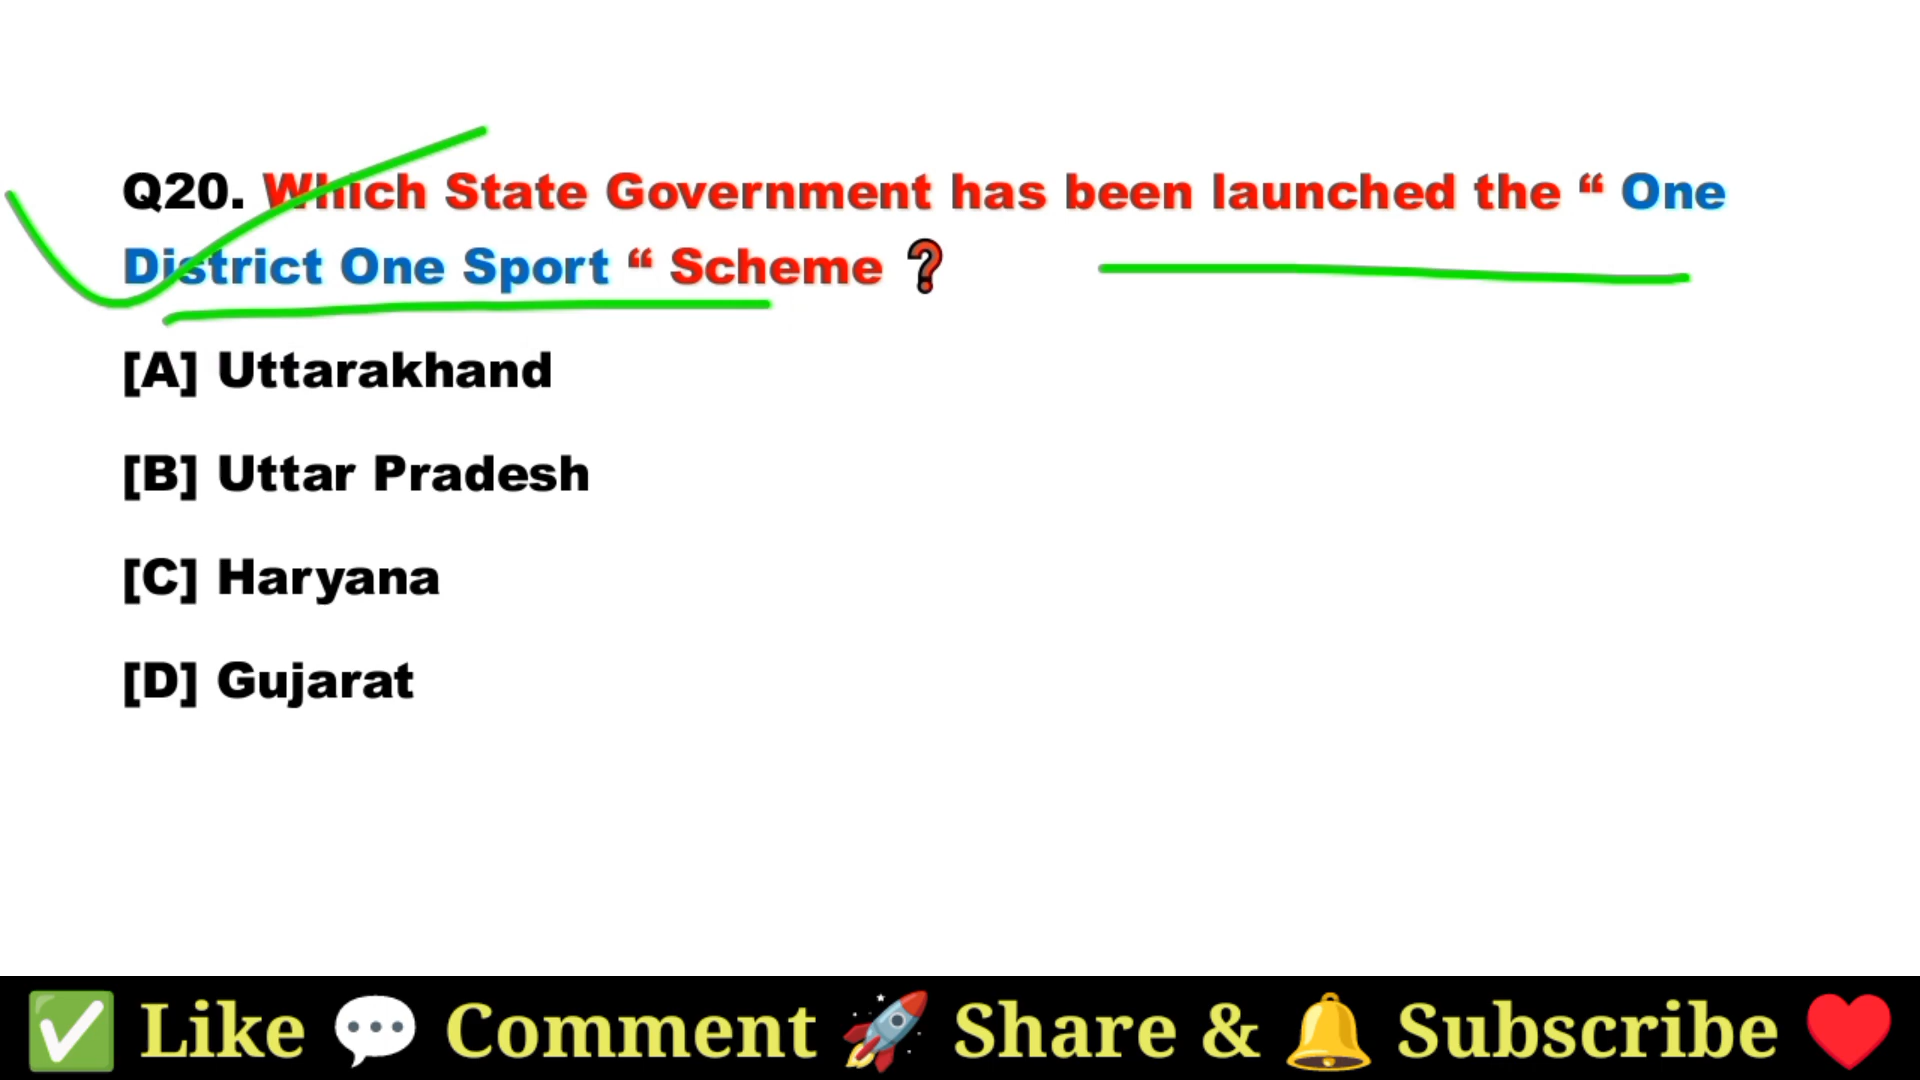 Q20. Which State Government has been launched the “ One
District One Sport “ Scheme ❓
[A] Uttarakhand
[B] Uttar Pradesh
[C] Haryana
[D] Gujarat
✅ Like 💬 Comment 🚀 Share & 🔔 Subscribe ❤️